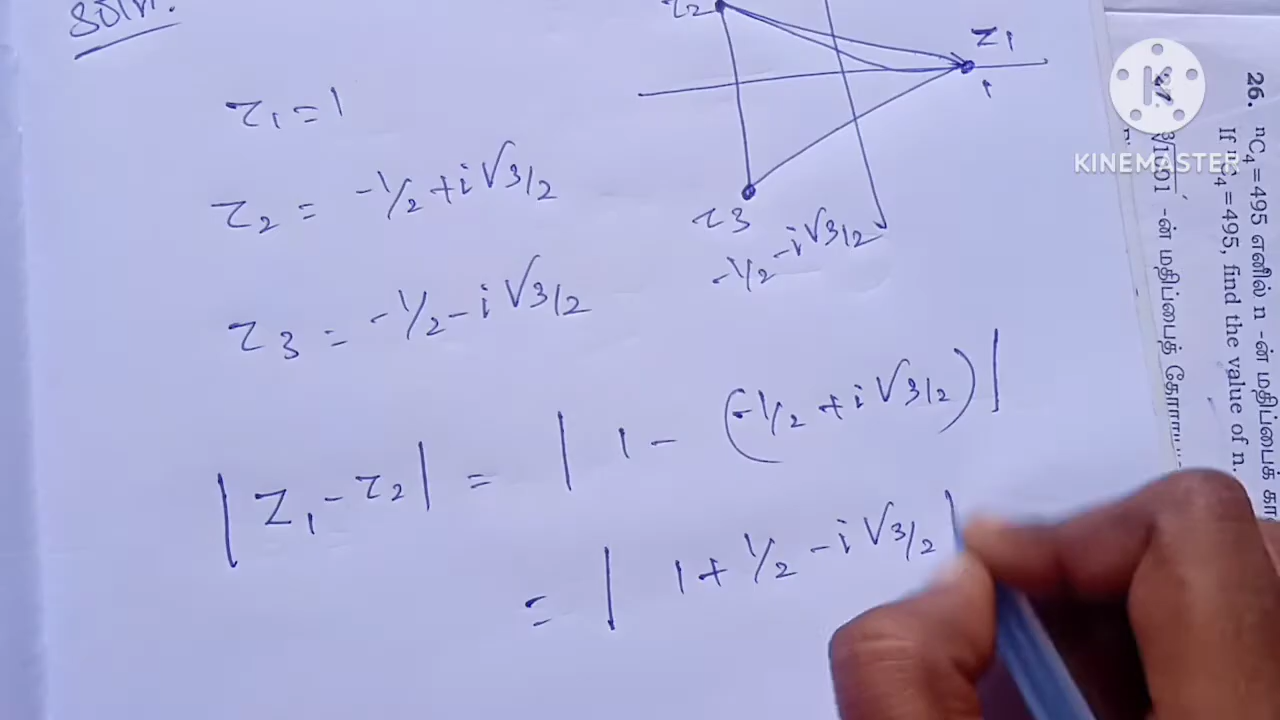 Soln.
z2
z1
1
z1 = 1
z2 = -1/2 + i √3/2
z3
-1/2 - i √3/2
z3 = -1/2 - i √3/2
|z1 - z2| = | 1 - (-1/2 + i √3/2) |
= | 1 + 1/2 - i √3/2 |
KINEMASTER
26. nC4=495 எனில் n -ன் மதிப்பைக் கா
If nC4=495, find the value of n.
-ன் மதிப்பைத்